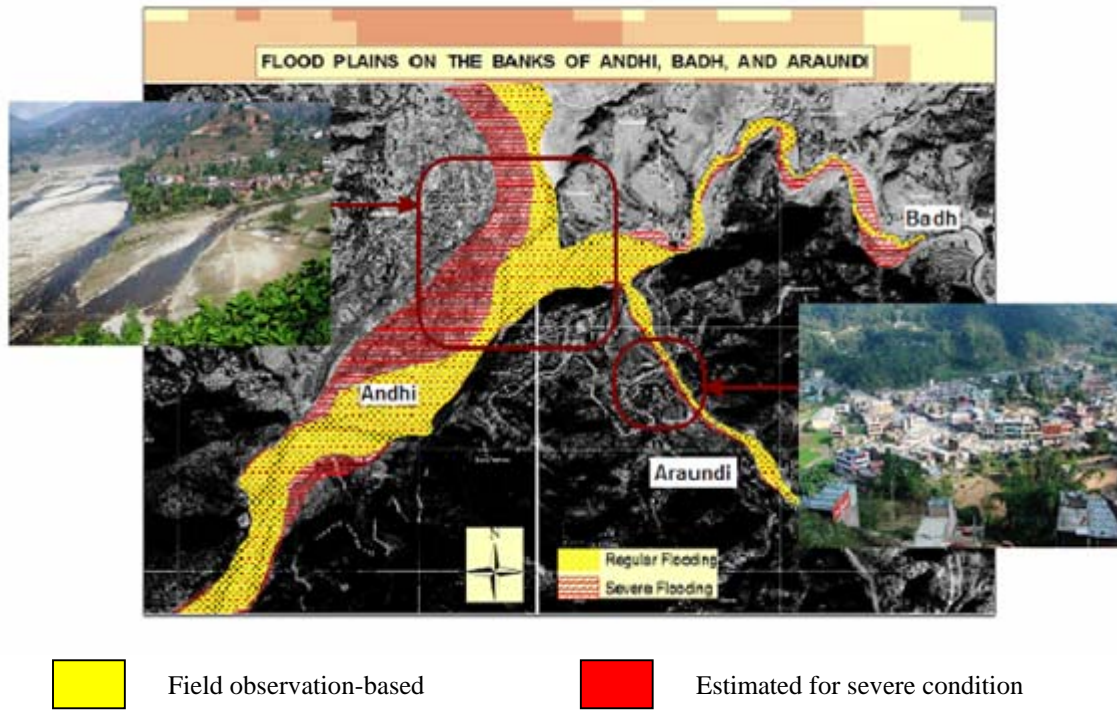 FLOOD PLAINS ON THE BANKS OF ANDHI, BADH, AND ARAUNDI
Badh
Andhi
Araundi
N
Regular Flooding
Severe Flooding
Field observation-based
Estimated for severe condition